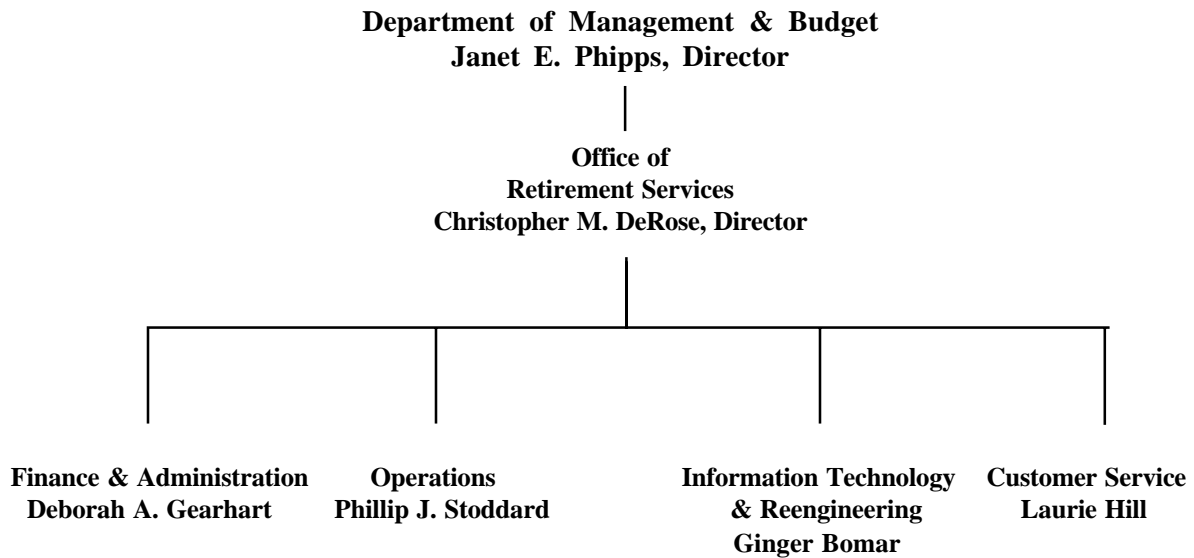 Department of Management & Budget
Janet E. Phipps, Director
Office of
Retirement Services
Christopher M. DeRose, Director
Finance & Administration
Deborah A. Gearhart
Operations
Phillip J. Stoddard
Information Technology
& Reengineering
Ginger Bomar
Customer Service
Laurie Hill